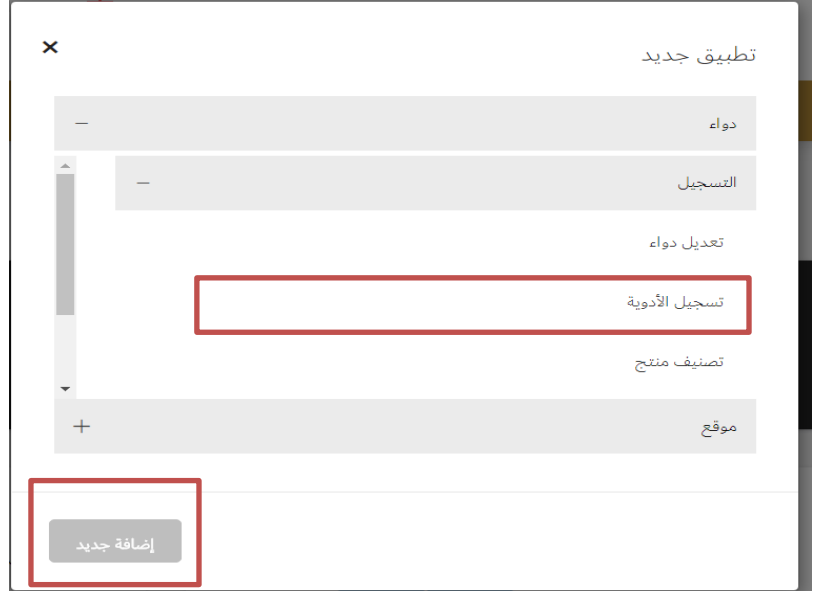 تطبيق جديد
دواء
التسجيل
تعديل دواء
تسجيل الأدوية
تصنيف منتج
موقع
إضافة جديد